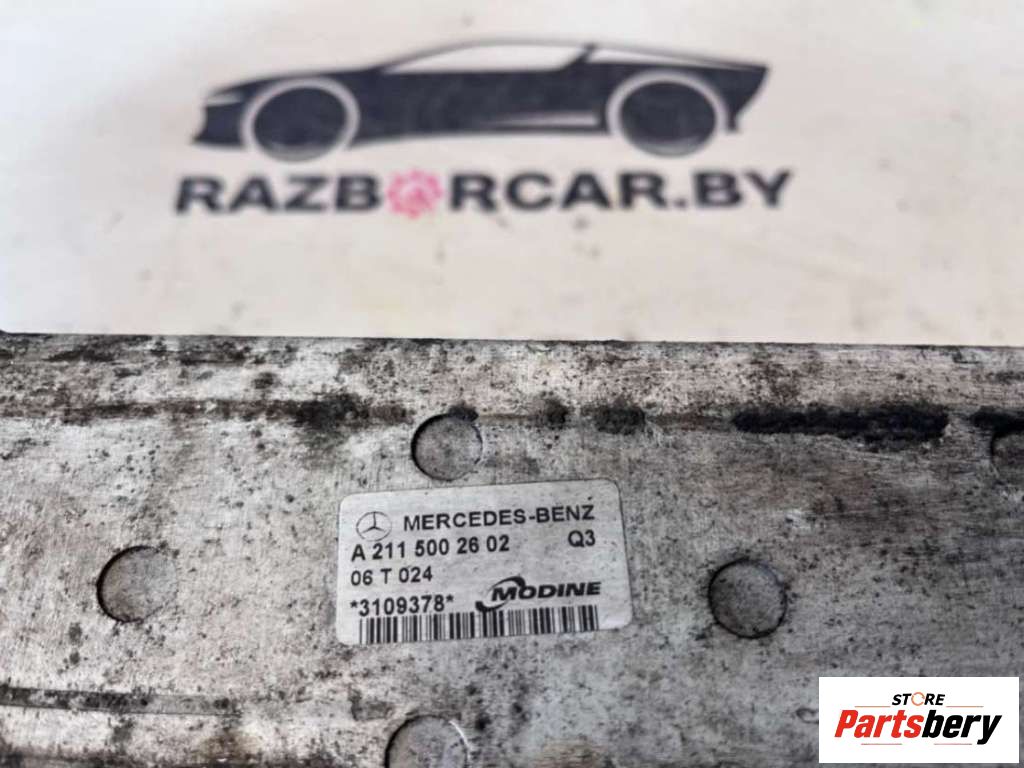 RAZBORCAR.BY
MERCEDES-BENZ
A 211 500 26 02 Q3
06 T 024
*3109378* MODINE
STORE
Partsbery